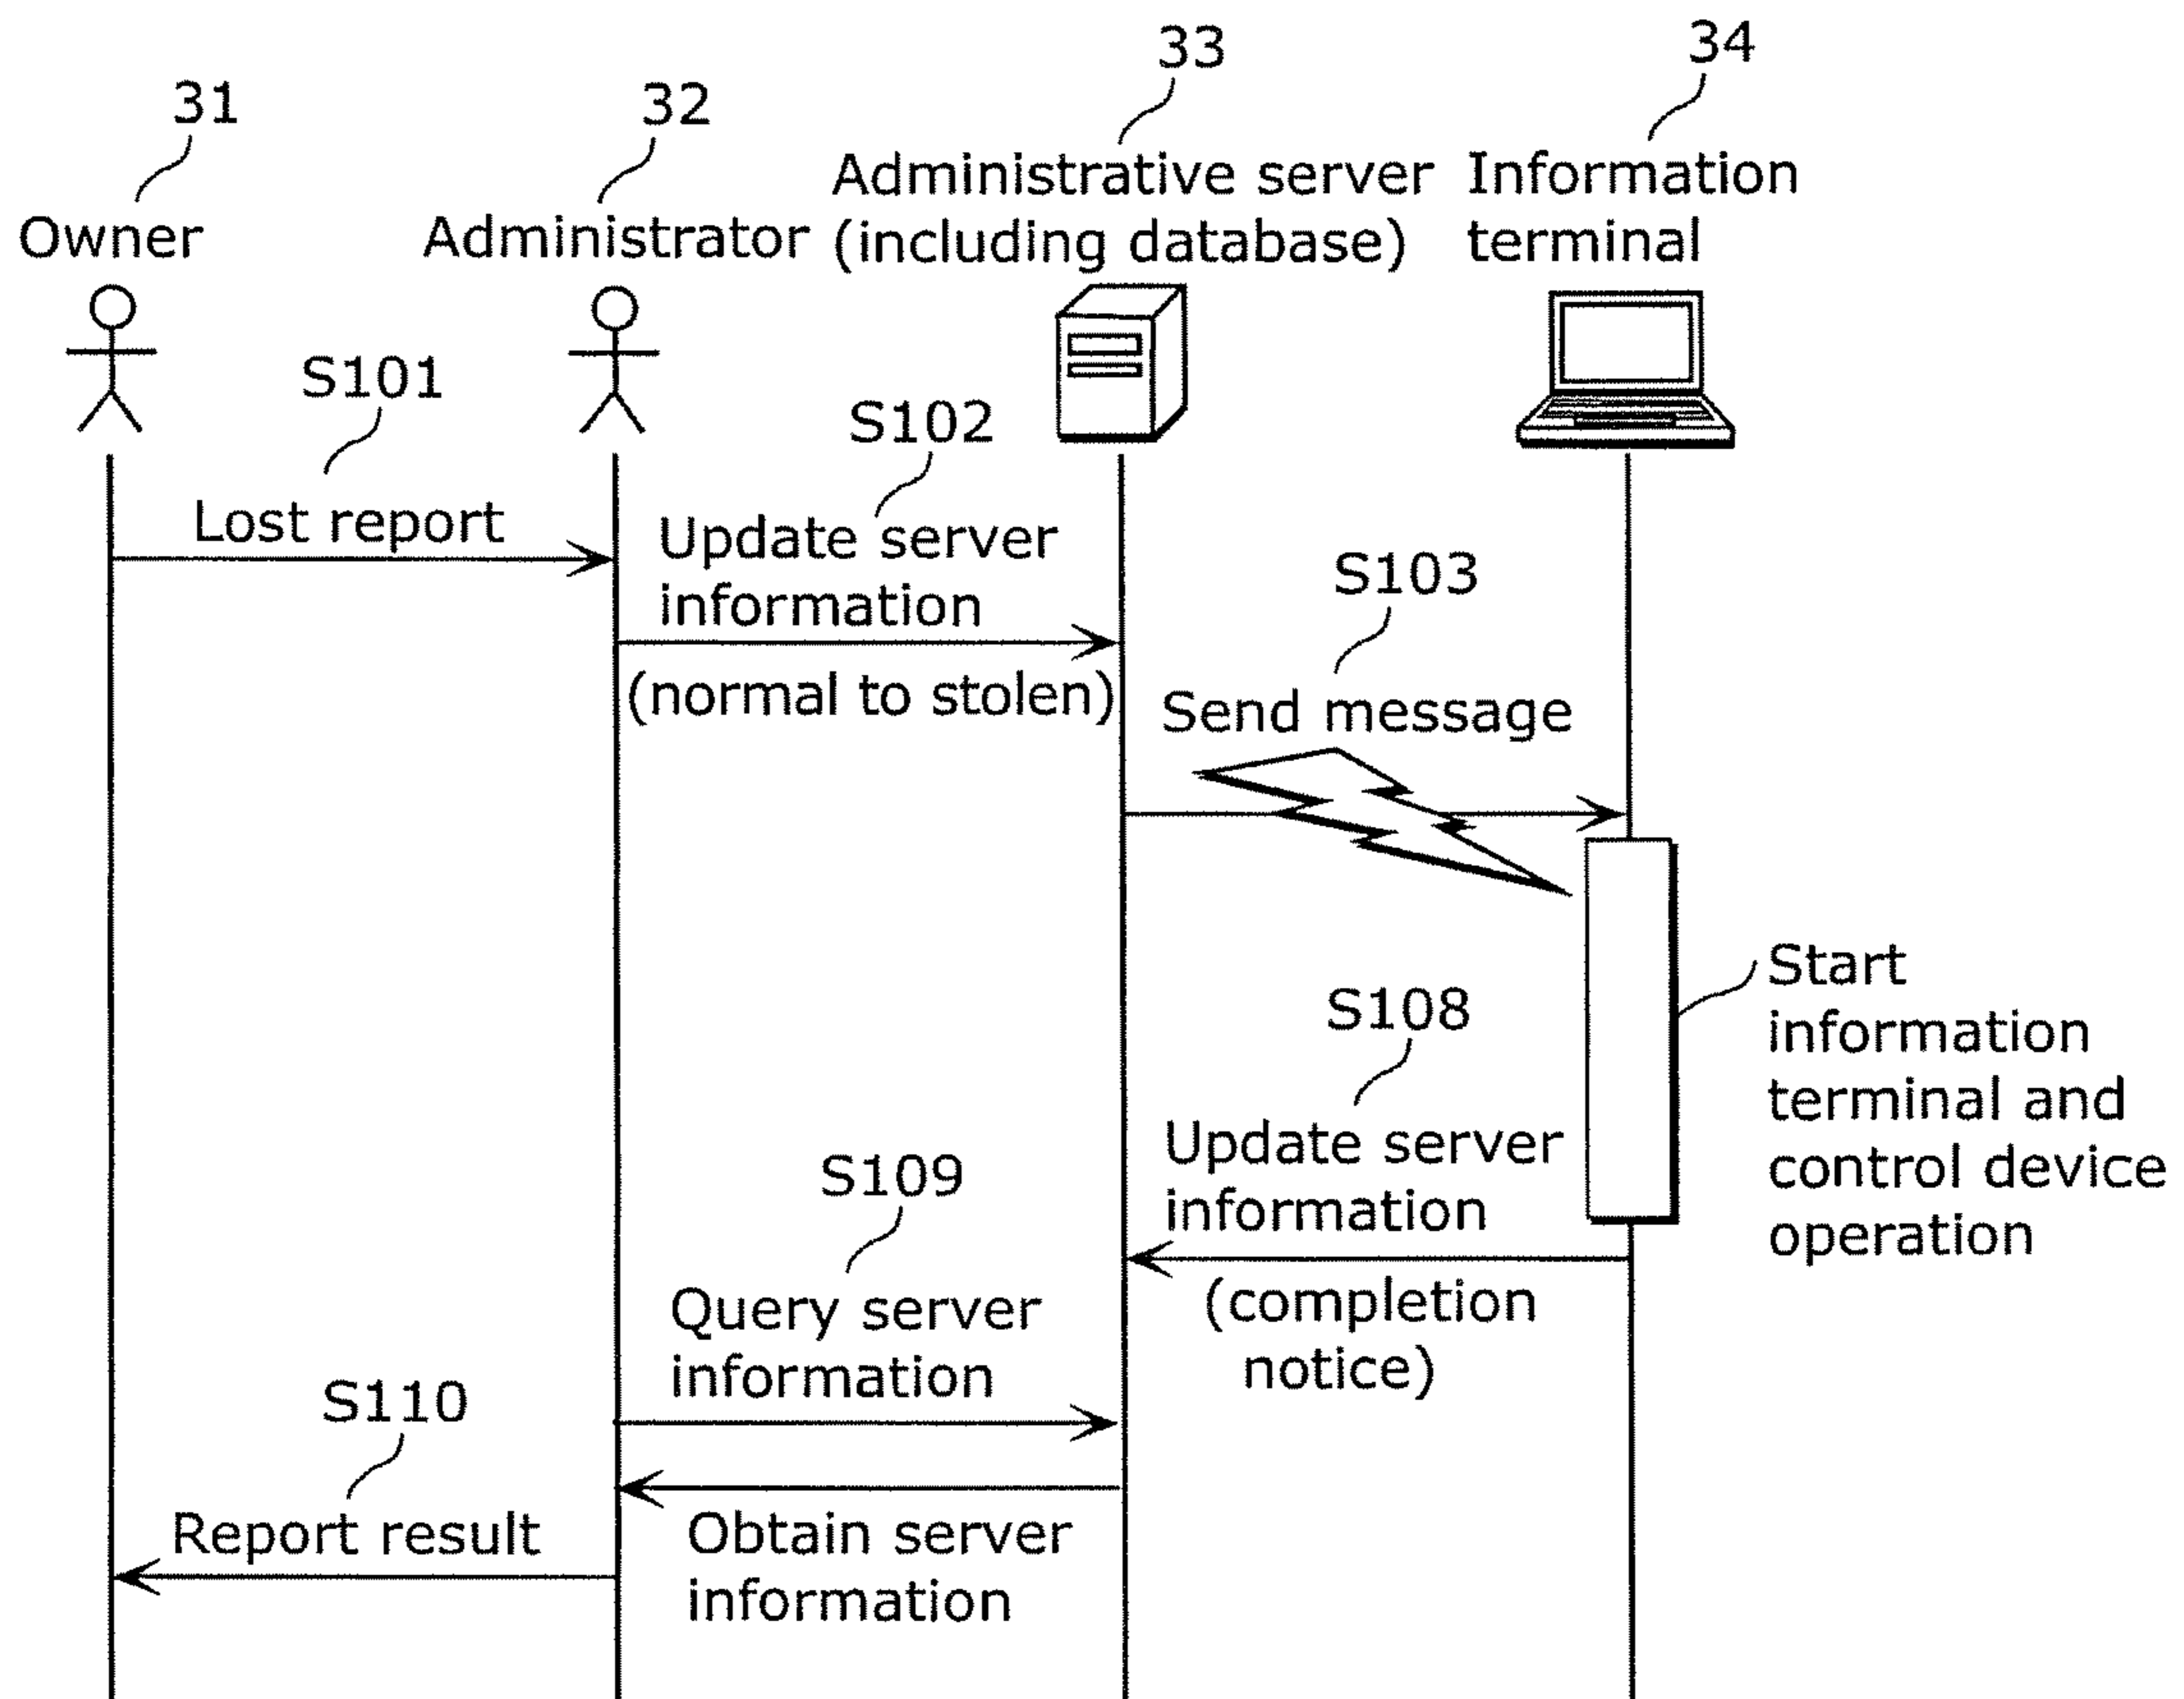 31
32
33
34
Owner
Administrator
Administrative server
(including database)
Information
terminal
S101
Lost report
S102
Update server
information
(normal to stolen)
S103
Send message
Start
information
terminal and
control device
operation
S108
Update server
information
(completion
notice)
S109
Query server
information
Obtain server
information
S110
Report result